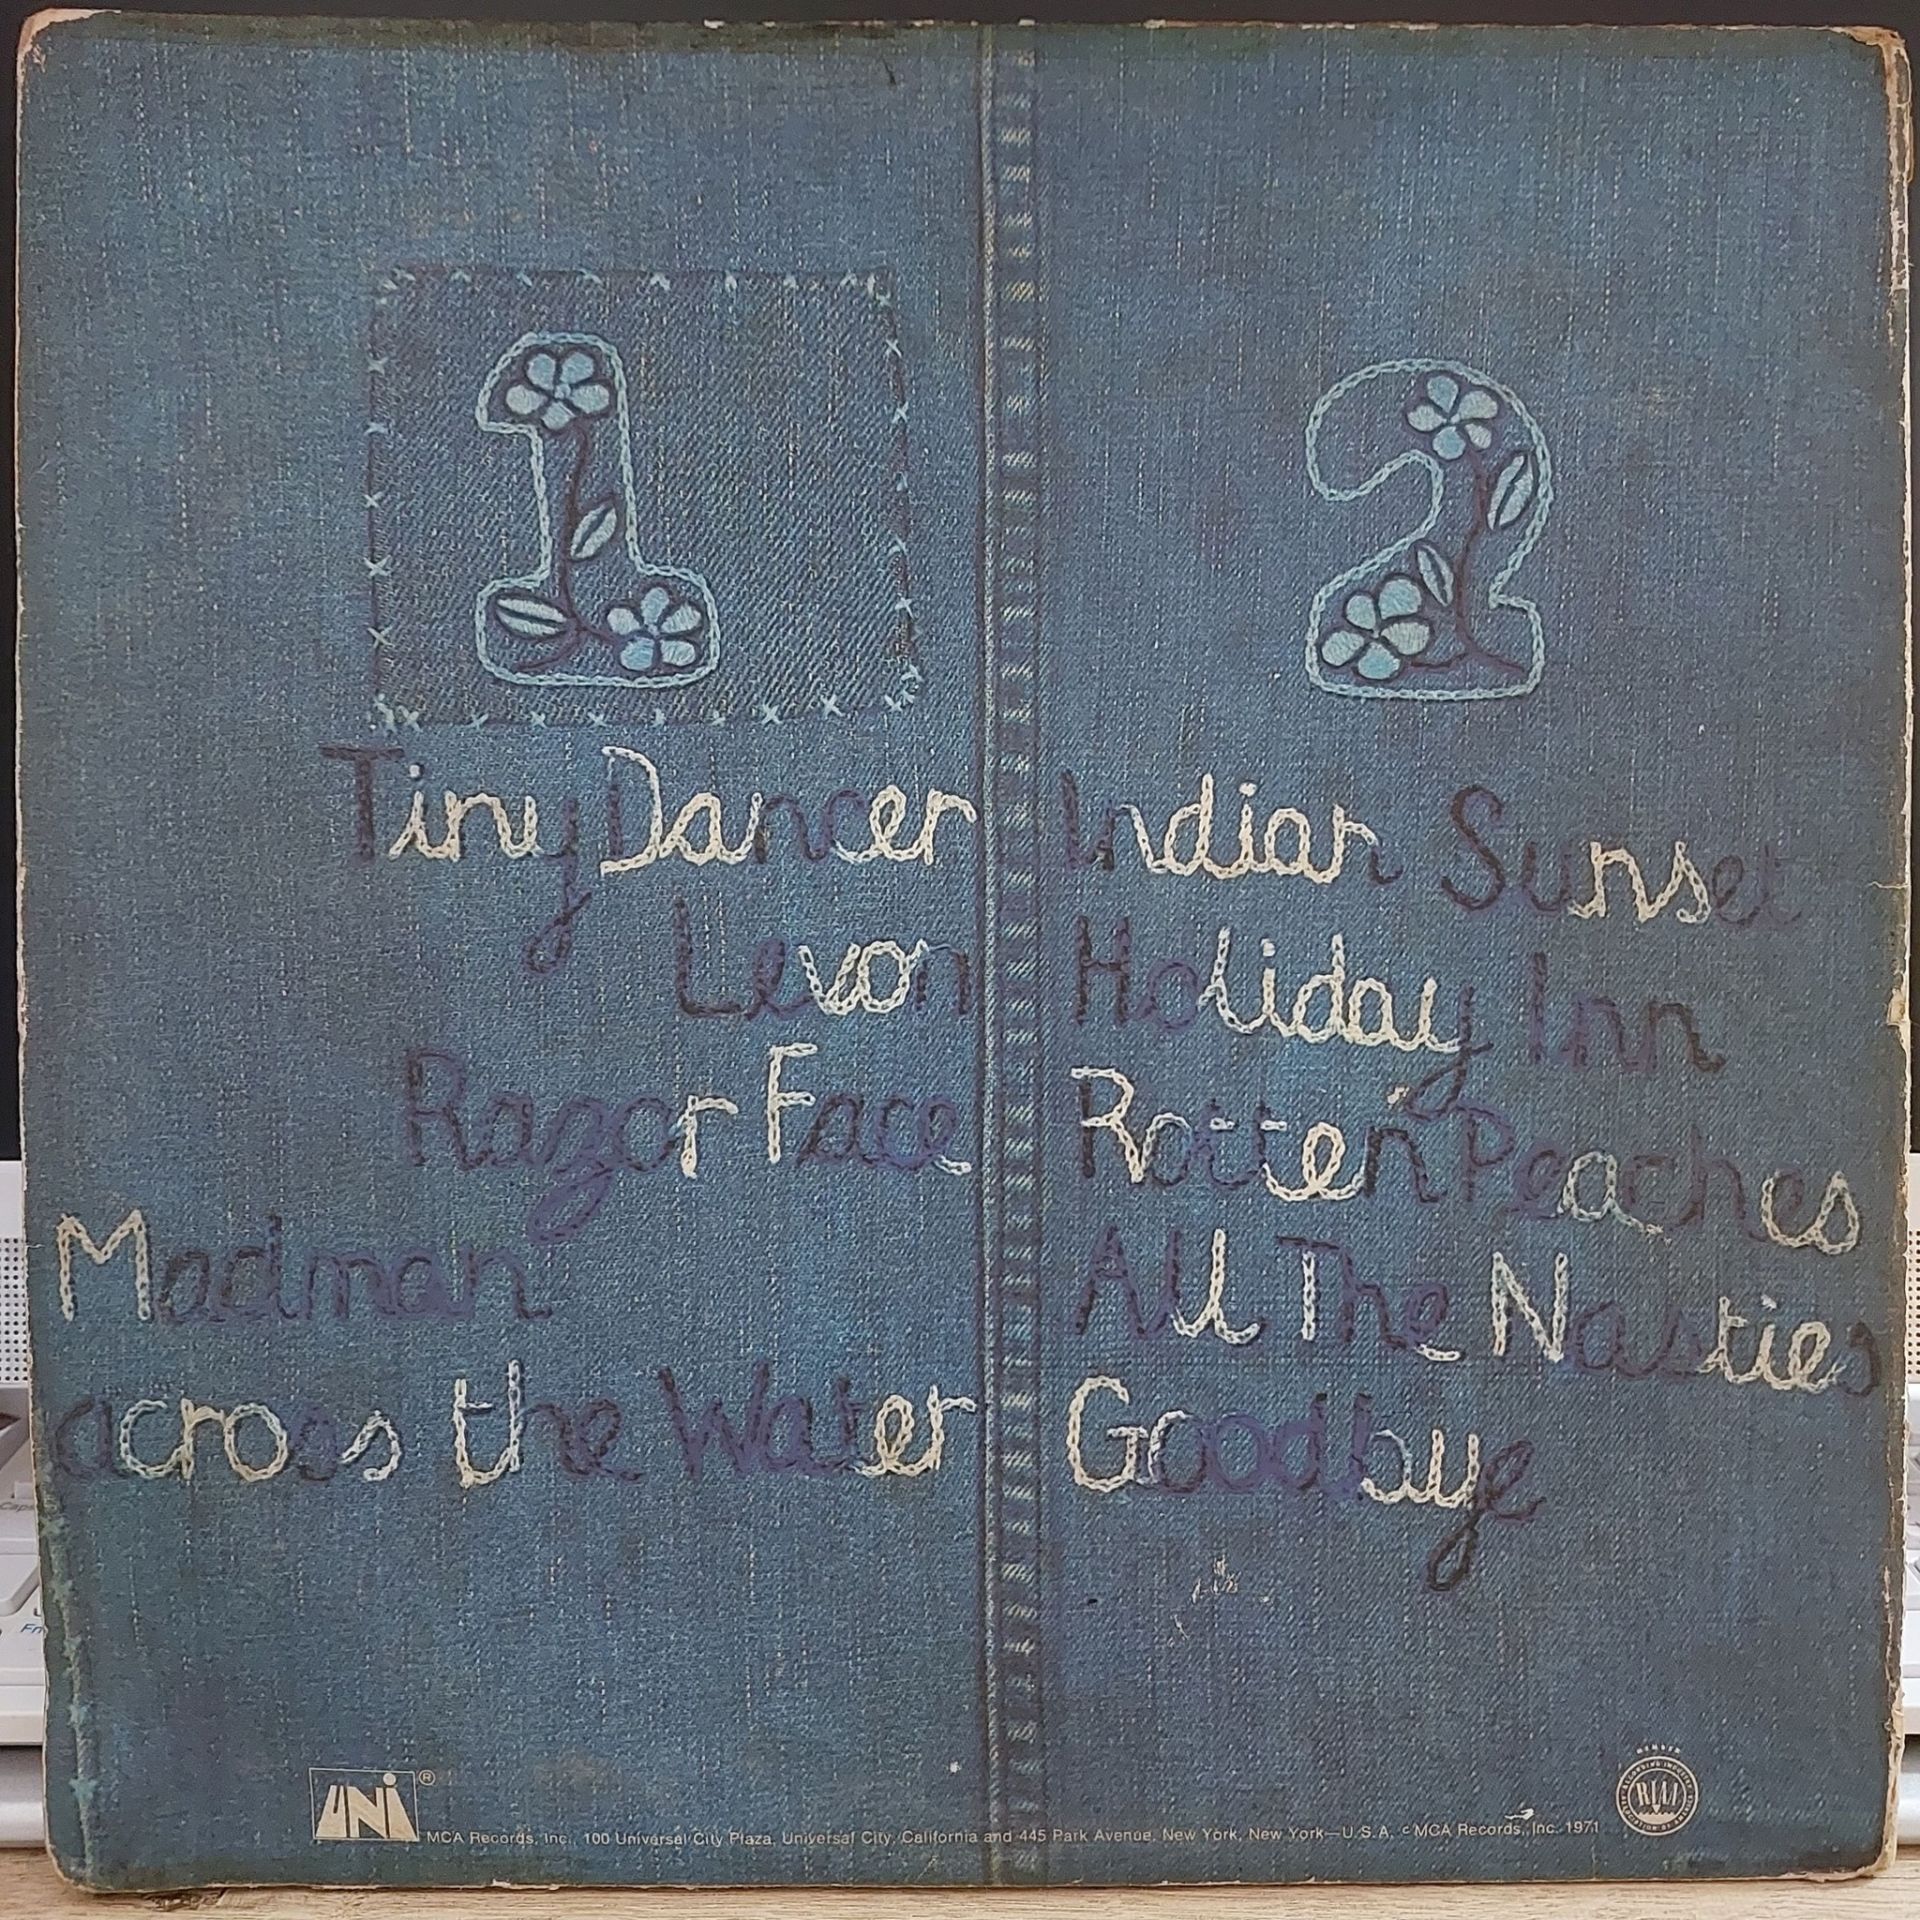 1
Tiny Dancer
Levon
Razor Face
Madman
across the Water
2
Indian Sunset
Holiday Inn
Rotten Peaches
All The Nasties
Goodbye
UNI ®
MCA Records, Inc., 100 Universal City Plaza, Universal City, California and 445 Park Avenue, New York, New York—U.S.A. c MCA Records, Inc. 1971
MEMBER
RIAA
Fn